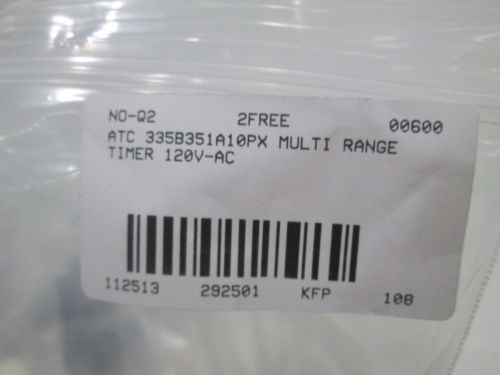 NO-Q2 2FREE 00600
ATC 335B351A10PX MULTI RANGE
TIMER 120V-AC
112513 292501 KFP 108